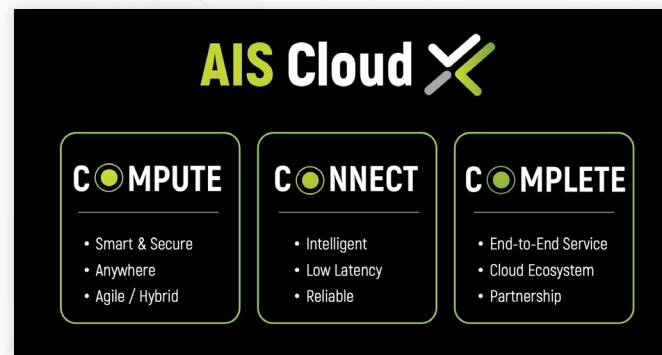 AIS Cloud X
COMPUTE
• Smart & Secure
• Anywhere
• Agile / Hybrid
CONNECT
• Intelligent
• Low Latency
• Reliable
COMPLETE
• End-to-End Service
• Cloud Ecosystem
• Partnership